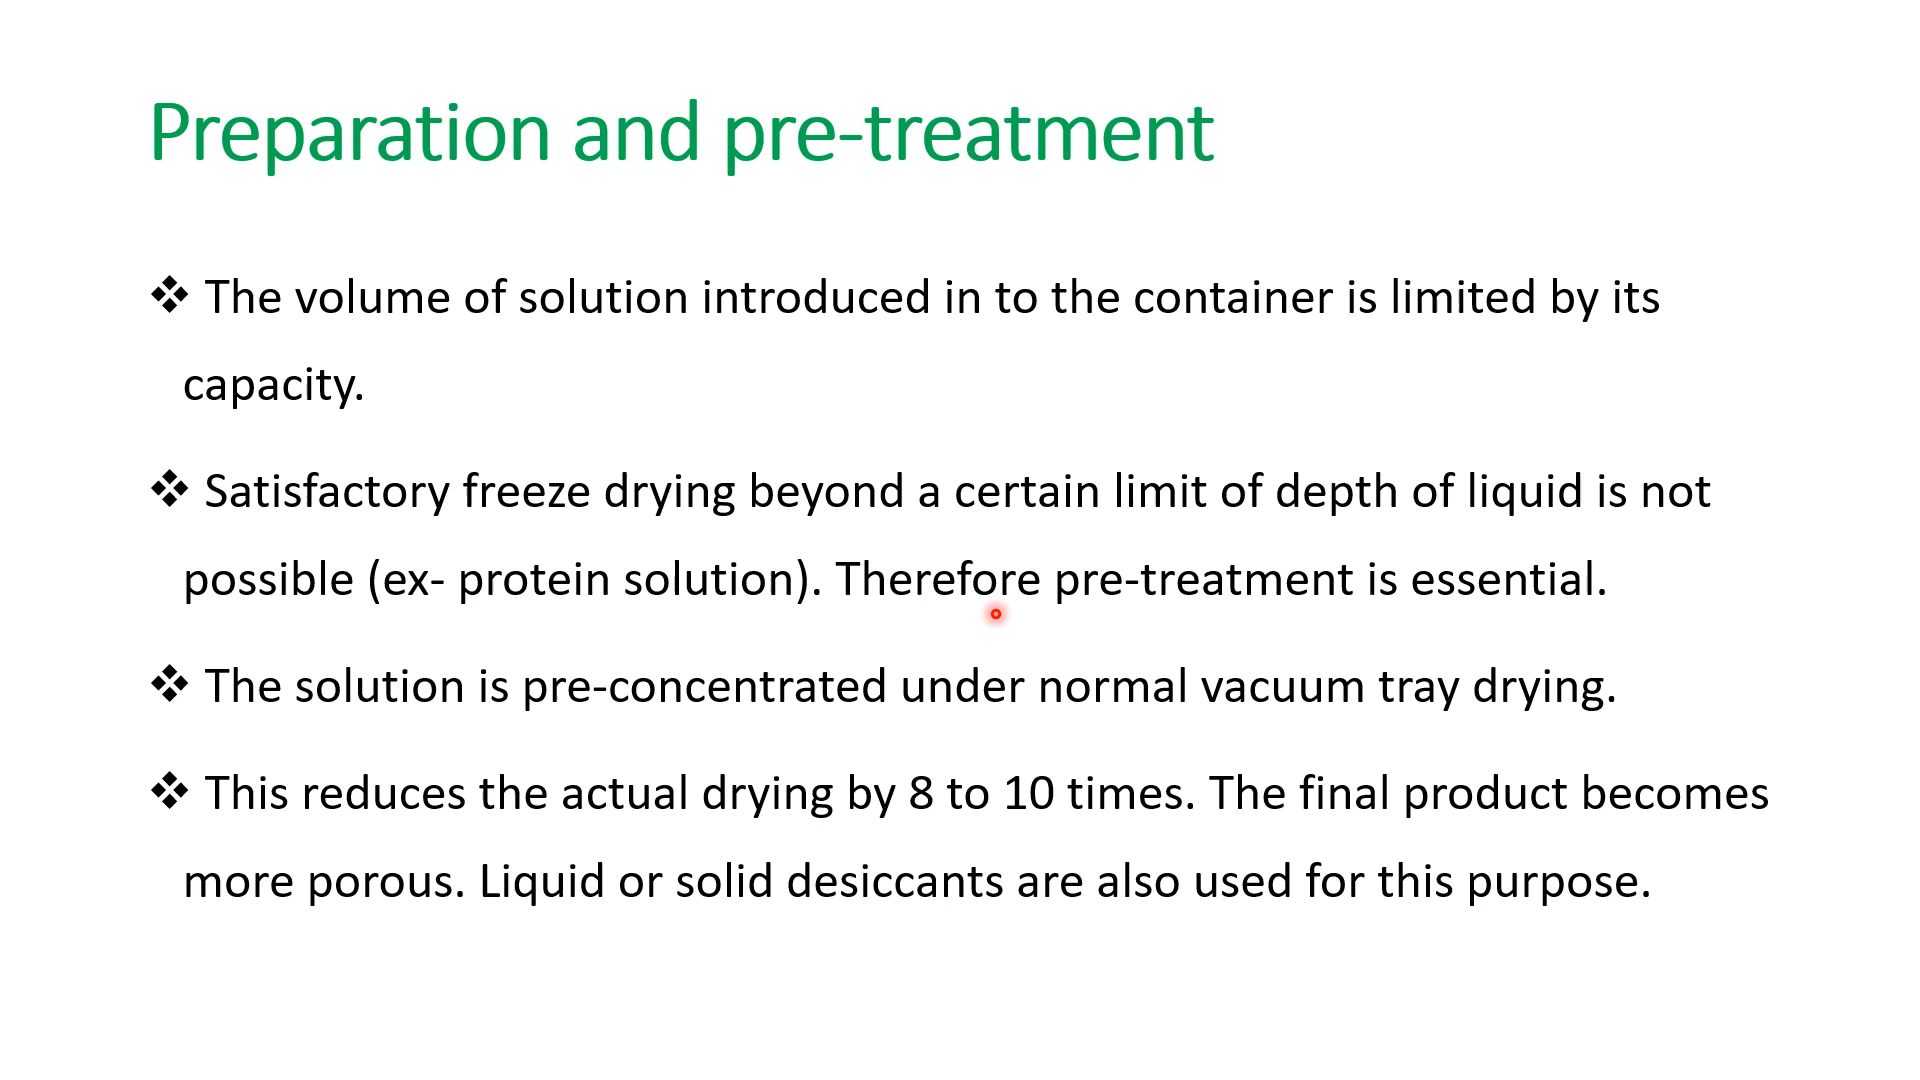 Preparation and pre-treatment
❖ The volume of solution introduced in to the container is limited by its
capacity.
❖ Satisfactory freeze drying beyond a certain limit of depth of liquid is not
possible (ex- protein solution). Therefore pre-treatment is essential.
❖ The solution is pre-concentrated under normal vacuum tray drying.
❖ This reduces the actual drying by 8 to 10 times. The final product becomes
more porous. Liquid or solid desiccants are also used for this purpose.